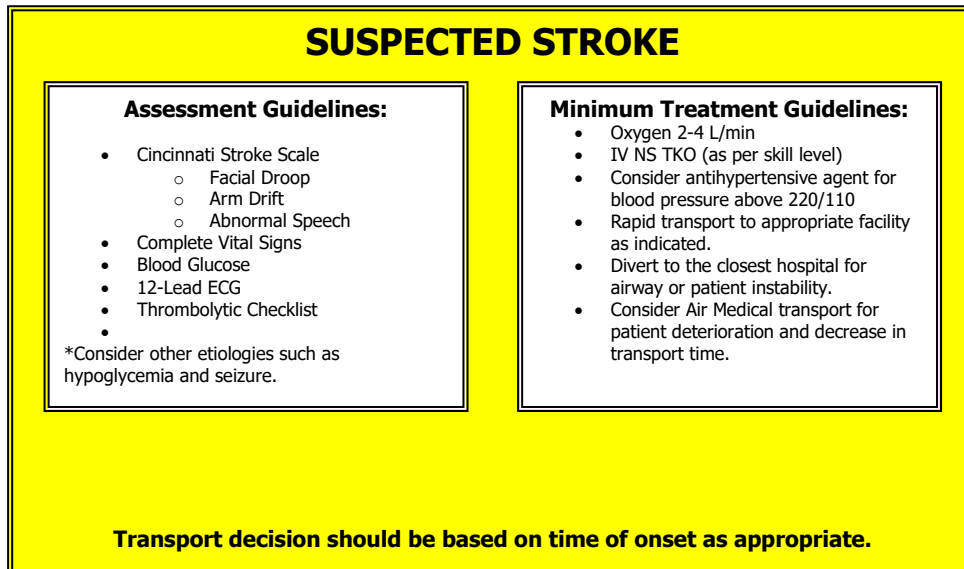 SUSPECTED STROKE
Assessment Guidelines:
• Cincinnati Stroke Scale
o Facial Droop
o Arm Drift
o Abnormal Speech
• Complete Vital Signs
• Blood Glucose
• 12-Lead ECG
• Thrombolytic Checklist
•
*Consider other etiologies such as
hypoglycemia and seizure.
Minimum Treatment Guidelines:
• Oxygen 2-4 L/min
• IV NS TKO (as per skill level)
• Consider antihypertensive agent for
blood pressure above 220/110
• Rapid transport to appropriate facility
as indicated.
• Divert to the closest hospital for
airway or patient instability.
• Consider Air Medical transport for
patient deterioration and decrease in
transport time.
Transport decision should be based on time of onset as appropriate.